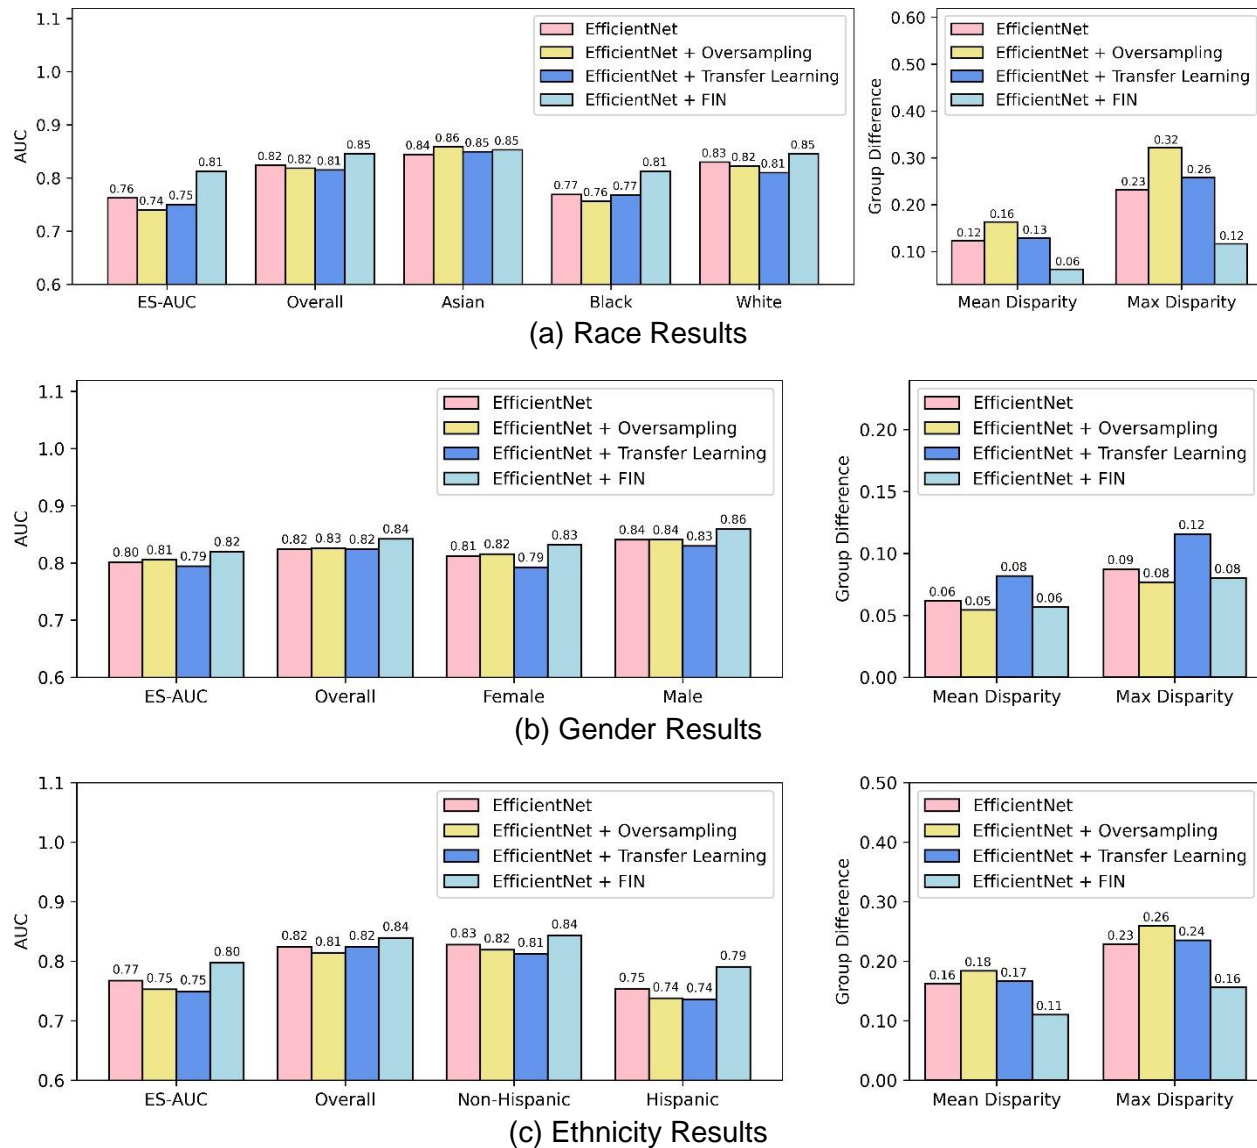 1.1
1.0
0.9
0.8
0.7
0.6
AUC
EfficientNet
EfficientNet + Oversampling
EfficientNet + Transfer Learning
EfficientNet + FIN
0.76 0.74 0.75 0.81
0.82 0.82 0.81 0.85
0.84 0.86 0.85 0.85
0.77 0.76 0.77 0.81
0.83 0.82 0.81 0.85
ES-AUC Overall Asian Black White
0.60
0.50
0.40
0.30
0.20
0.10
Group Difference
EfficientNet
EfficientNet + Oversampling
EfficientNet + Transfer Learning
EfficientNet + FIN
0.12 0.16 0.13 0.06
0.23 0.32 0.26 0.12
Mean Disparity Max Disparity
(a) Race Results
1.1
1.0
0.9
0.8
0.7
0.6
AUC
EfficientNet
EfficientNet + Oversampling
EfficientNet + Transfer Learning
EfficientNet + FIN
0.80 0.81 0.79 0.82
0.82 0.83 0.82 0.84
0.81 0.82 0.79 0.83
0.84 0.84 0.83 0.86
ES-AUC Overall Female Male
0.20
0.15
0.10
0.05
0.00
Group Difference
EfficientNet
EfficientNet + Oversampling
EfficientNet + Transfer Learning
EfficientNet + FIN
0.06 0.05 0.08 0.06
0.09 0.08 0.12 0.08
Mean Disparity Max Disparity
(b) Gender Results
1.1
1.0
0.9
0.8
0.7
0.6
AUC
EfficientNet
EfficientNet + Oversampling
EfficientNet + Transfer Learning
EfficientNet + FIN
0.77 0.75 0.75 0.80
0.82 0.81 0.82 0.84
0.83 0.82 0.81 0.84
0.75 0.74 0.74 0.79
ES-AUC Overall Non-Hispanic Hispanic
0.50
0.40
0.30
0.20
0.10
0.00
Group Difference
EfficientNet
EfficientNet + Oversampling
EfficientNet + Transfer Learning
EfficientNet + FIN
0.16 0.18 0.17 0.11
0.23 0.26 0.24 0.16
Mean Disparity Max Disparity
(c) Ethnicity Results